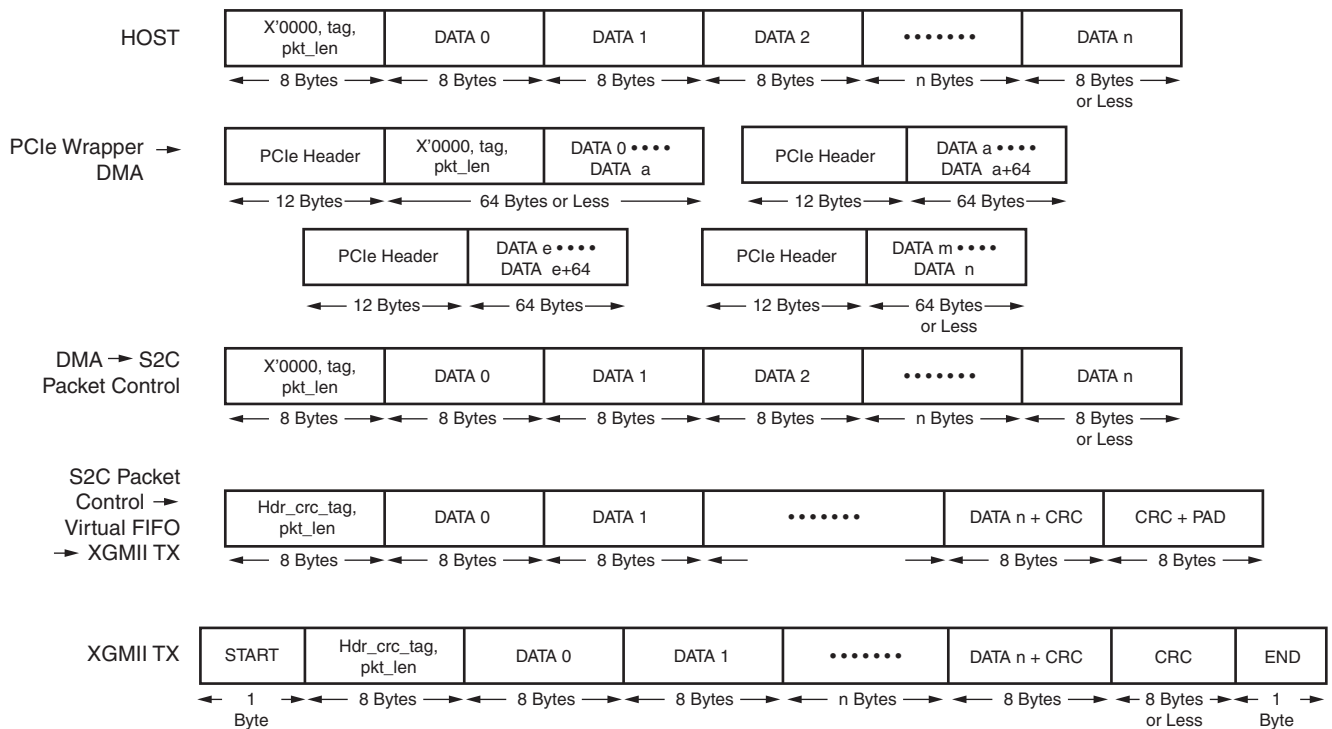 HOST
X'0000, tag,
pkt_len
DATA 0
DATA 1
DATA 2
•••••••
DATA n
8 Bytes
8 Bytes
8 Bytes
8 Bytes
n Bytes
8 Bytes
or Less
PCIe Wrapper →
DMA
PCIe Header
X'0000, tag,
pkt_len
DATA 0 ••••
DATA a
PCIe Header
DATA a ••••
DATA a+64
12 Bytes
64 Bytes or Less
12 Bytes
64 Bytes
PCIe Header
DATA e ••••
DATA e+64
PCIe Header
DATA m ••••
DATA n
12 Bytes
64 Bytes
12 Bytes
64 Bytes
or Less
DMA → S2C
Packet Control
X'0000, tag,
pkt_len
DATA 0
DATA 1
DATA 2
•••••••
DATA n
8 Bytes
8 Bytes
8 Bytes
8 Bytes
n Bytes
8 Bytes
or Less
S2C Packet
Control →
Virtual FIFO
→ XGMII TX
Hdr_crc_tag,
pkt_len
DATA 0
DATA 1
•••••••
DATA n + CRC
CRC + PAD
8 Bytes
8 Bytes
8 Bytes
8 Bytes
8 Bytes
XGMII TX
START
Hdr_crc_tag,
pkt_len
DATA 0
DATA 1
•••••••
DATA n + CRC
CRC
END
1
Byte
8 Bytes
8 Bytes
8 Bytes
n Bytes
8 Bytes
8 Bytes
or Less
1
Byte